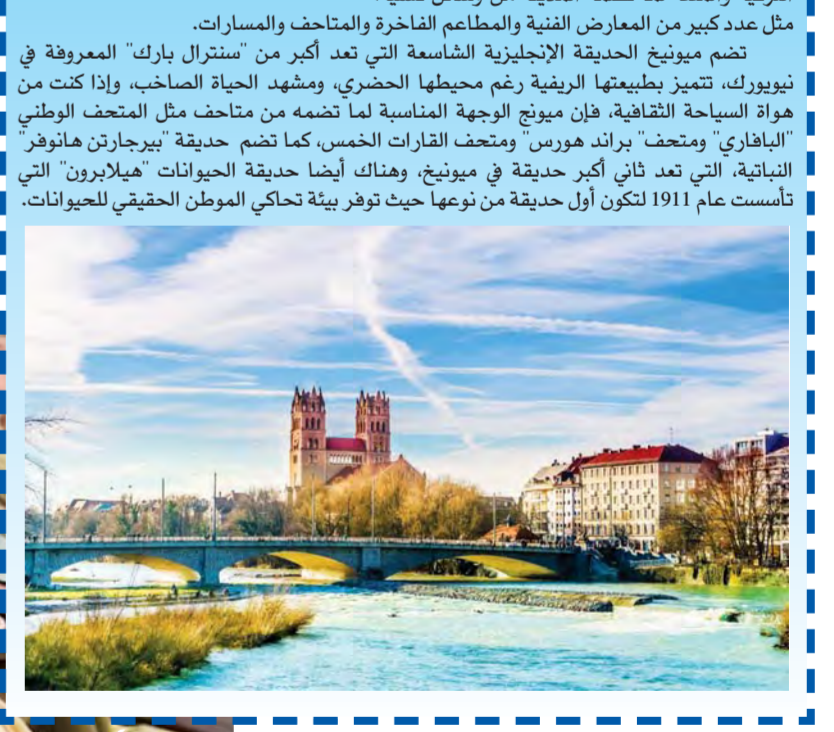 مثل عدد كبير من المعارض الفنية والمطاعم الفاخرة والمتاحف والمسارات.
تضم ميونيخ الحديقة الإنجليزية الشاسعة التي تعد أكبر من "سنترال بارك" المعروفة في
نيويورك، تتميز بطبيعتها الريفية رغم محيطها الحضري، ومشهد الحياة الصاخب، وإذا كنت من
هواة السياحة الثقافية، فإن ميونج الوجهة المناسبة لما تضمه من متاحف مثل المتحف الوطني
"البافاري" ومتحف" براند هورس" ومتحف القارات الخمس، كما تضم حديقة "بيرجارتن هانوفر"
النباتية، التي تعد ثاني أكبر حديقة في ميونيخ، وهناك أيضا حديقة الحيوانات "هيلابرون" التي
تأسست عام 1911 لتكون أول حديقة من نوعها حيث توفر بيئة تحاكي الموطن الحقيقي للحيوانات.